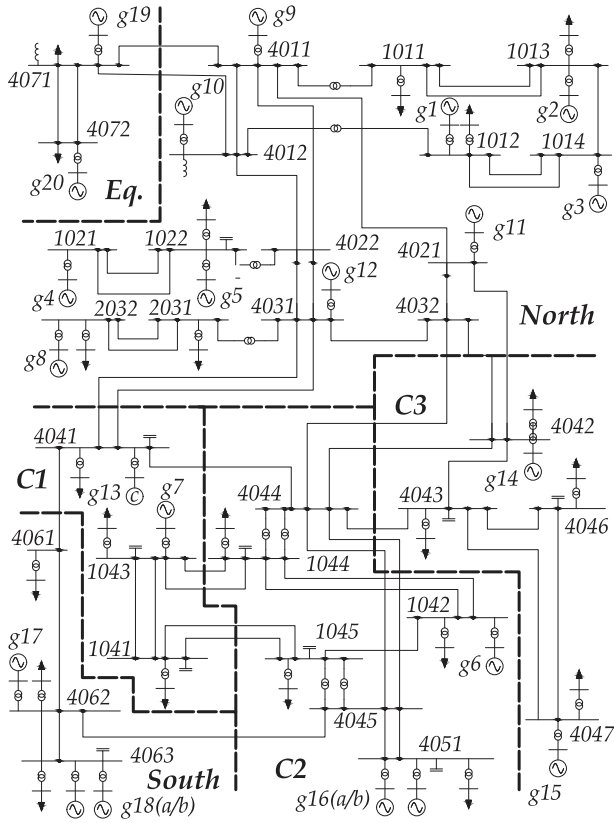 g19
g9
4011
1011
1013
4071
g10
g1
g2
4072
4012
1012
1014
g20
Eq.
g3
g11
1021
1022
4022
4021
g12
g4
g5
2032
2031
4031
4032
North
g8
C3
4041
4042
C1
g13
c
g7
g14
4044
4043
4046
4061
1043
1044
1042
g17
1041
1045
g6
4062
4045
4047
4063
4051
South
C2
g18(a/b)
g16(a/b)
g15